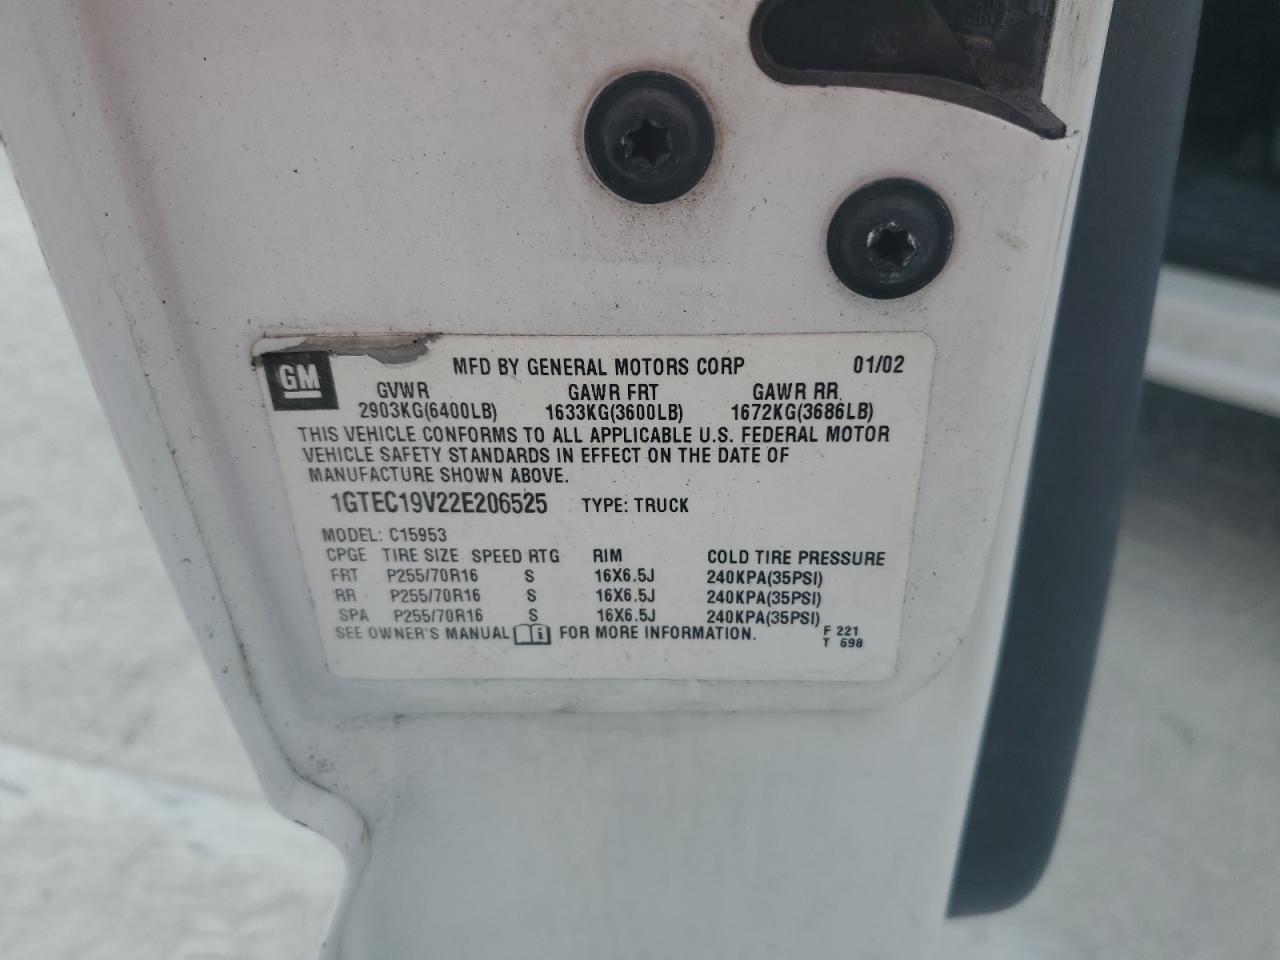 GM
MFD BY GENERAL MOTORS CORP 01/02
GVWR GAWR FRT GAWR RR
2903KG(6400LB) 1633KG(3600LB) 1672KG(3686LB)
THIS VEHICLE CONFORMS TO ALL APPLICABLE U.S. FEDERAL MOTOR
VEHICLE SAFETY STANDARDS IN EFFECT ON THE DATE OF
MANUFACTURE SHOWN ABOVE.
1GTEC19V22E206525 TYPE: TRUCK
MODEL: C15953
CPGE TIRE SIZE SPEED RTG RIM COLD TIRE PRESSURE
FRT P255/70R16 S 16X6.5J 240KPA(35PSI)
RR P255/70R16 S 16X6.5J 240KPA(35PSI)
SPA P255/70R16 S 16X6.5J 240KPA(35PSI)
SEE OWNER'S MANUAL i FOR MORE INFORMATION. F 221
T 698